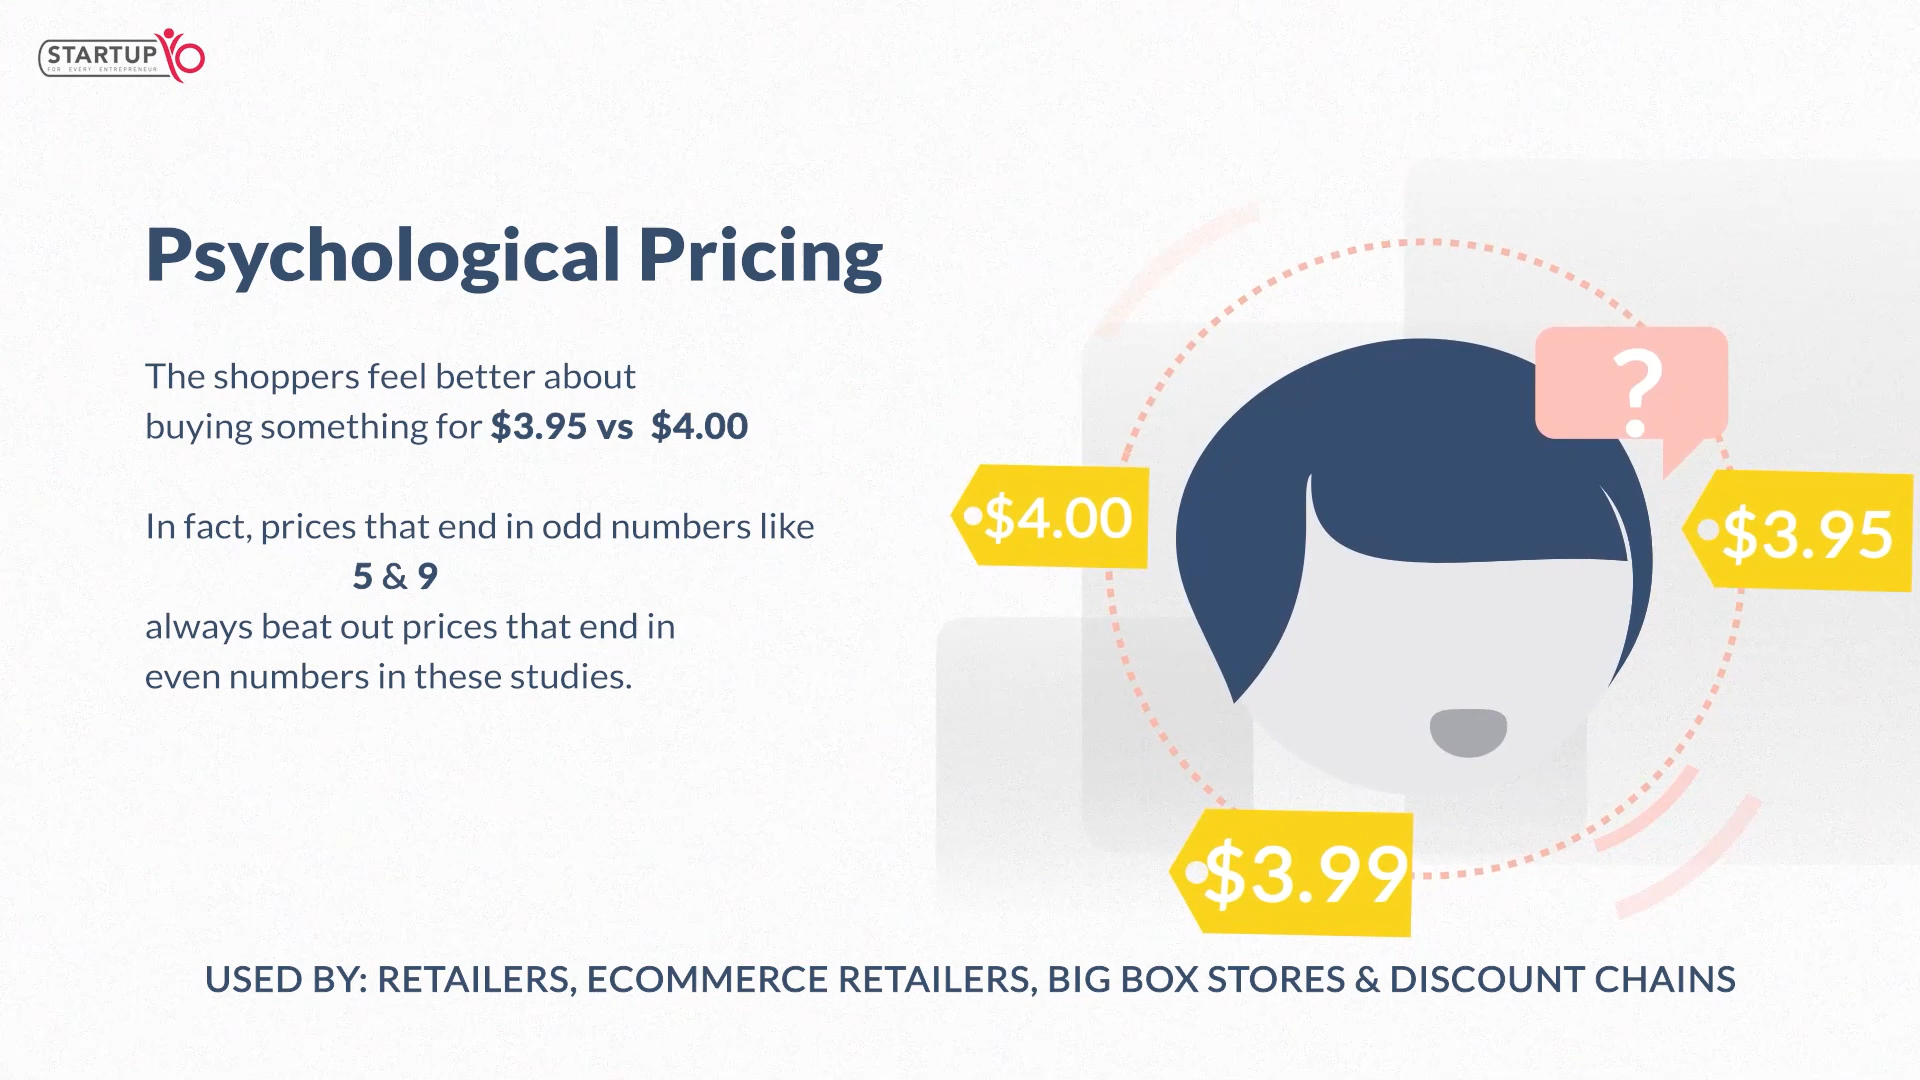 STARTUP YO
FOR EVERY ENTREPRENEUR
Psychological Pricing
The shoppers feel better about
buying something for $3.95 vs $4.00
In fact, prices that end in odd numbers like
5 & 9
always beat out prices that end in
even numbers in these studies.
?
$4.00
$3.95
$3.99
USED BY: RETAILERS, ECOMMERCE RETAILERS, BIG BOX STORES & DISCOUNT CHAINS